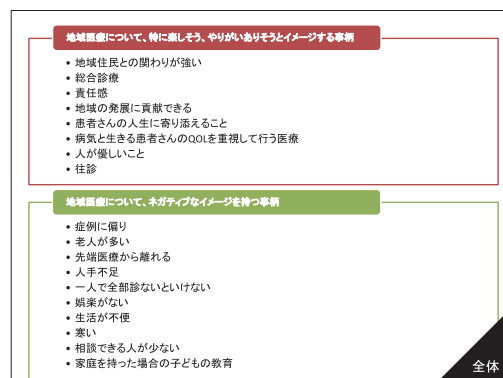 地域医療について、特に楽しそう、やりがいありそうとイメージする事柄
• 地域住民との関わりが強い
• 総合診療
• 責任感
• 地域の発展に貢献できる
• 患者さんの人生に寄り添えること
• 病気と生きる患者さんのQOLを重視して行う医療
• 人が優しいこと
• 往診
地域医療について、ネガティブなイメージを持つ事柄
• 症例に偏り
• 老人が多い
• 先端医療から離れる
• 人手不足
• 一人で全部診ないといけない
• 娯楽がない
• 生活が不便
• 寒い
• 相談できる人が少ない
• 家庭を持った場合の子どもの教育
全体